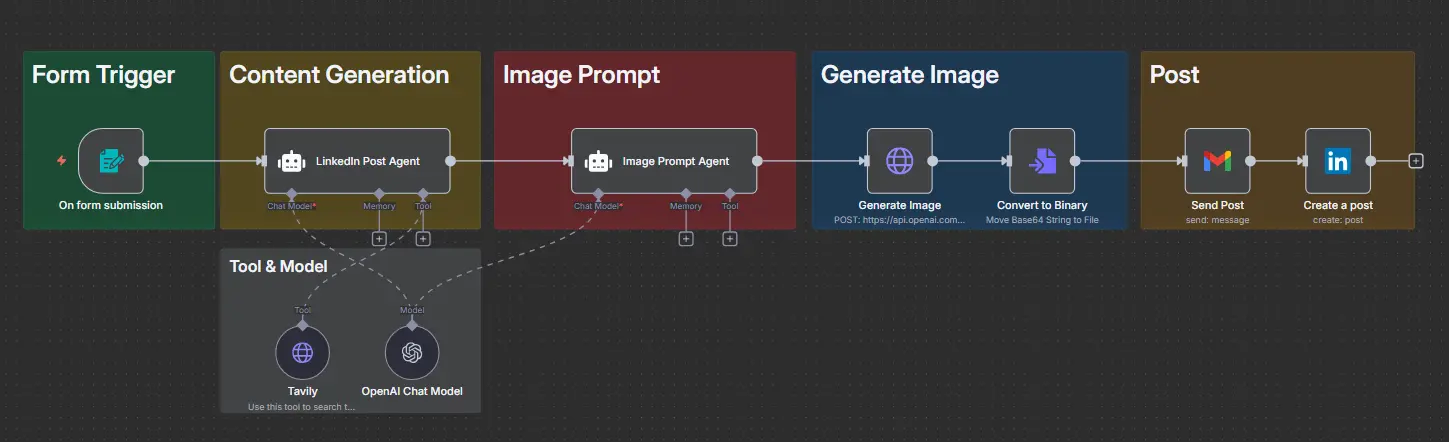 Form Trigger
Content Generation
Image Prompt
Generate Image
Post
LinkedIn Post Agent
Image Prompt Agent
Chat Model*
Memory
Tool
Chat Model*
Memory
Tool
On form submission
Generate Image
POST: https://api.openai.com...
Convert to Binary
Move Base64 String to File
Send Post
send: message
Create a post
create: post
Tool & Model
Tool
Model
Tavily
Use this tool to search t...
OpenAI Chat Model